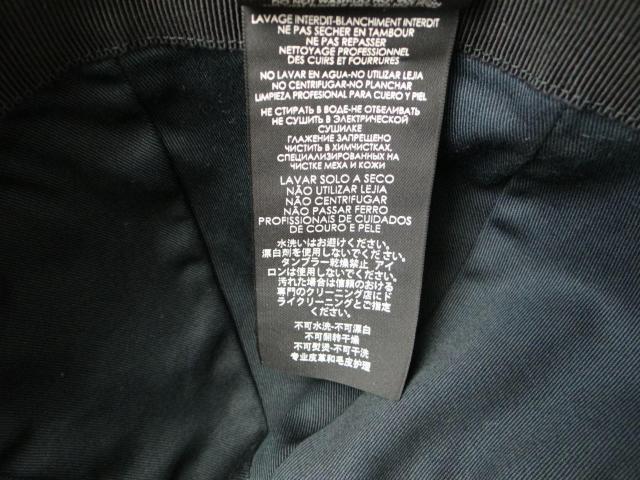 LAVAGE INTERDIT-BLANCHIMENT INTERDIT
NE PAS SECHER EN TAMBOUR
NE PAS REPASSER
NETTOYAGE PROFESSIONNEL
DES CUIRS ET FOURRURES
NO LAVAR EN AGUA-NO UTILIZAR LEJIA
NO CENTRIFUGAR-NO PLANCHAR
LIMPIEZA PROFESIONAL PARA CUERO Y PIEL
НЕ СТИРАТЬ В ВОДЕ-НЕ ОТБЕЛИВАТЬ
НЕ СУШИТЬ В ЭЛЕКТРИЧЕСКОЙ
СУШИЛКЕ
ГЛАЖЕНИЕ ЗАПРЕЩЕНО
ЧИСТИТЬ В ХИМЧИСТКАХ,
СПЕЦИАЛИЗИРОВАННЫХ НА
ЧИСТКЕ МЕХА И КОЖИ
LAVAR SOLO A SECO
NÃO UTILIZAR LEJIA
NÃO CENTRIFUGAR
NÃO PASSAR FERRO
PROFISSIONAIS DE CUIDADOS
DE COURO E PELE
水洗いはお避けください。
漂白剤を使用しないでください。
タンブラー乾燥禁止 アイ
ロンは使用しないでください。
汚れた場合は信頼のおける
専門のクリーニング店にド
ライクリーニングとご指定
ください。
不可水洗-不可漂白
不可翻转干燥
不可熨烫-不可干洗
专业皮革和毛皮护理